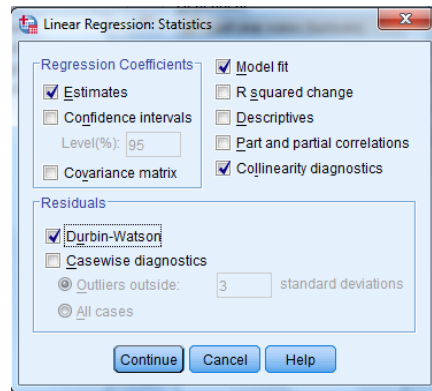 Linear Regression: Statistics
Regression Coefficients
Estimates
Confidence intervals
Level(%): 95
Covariance matrix
Model fit
R squared change
Descriptives
Part and partial correlations
Collinearity diagnostics
Residuals
Durbin-Watson
Casewise diagnostics
Outliers outside: 3 standard deviations
All cases
Continue Cancel Help